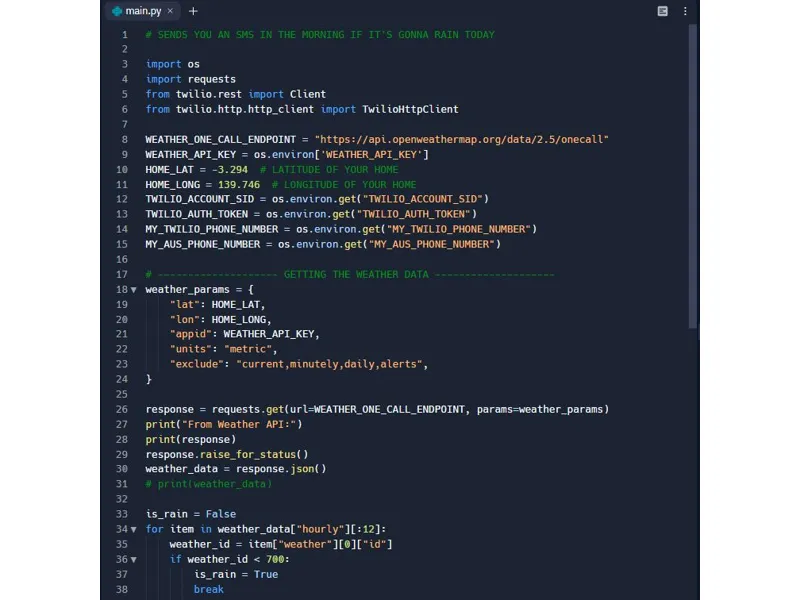 main.py × +
1 # SENDS YOU AN SMS IN THE MORNING IF IT'S GONNA RAIN TODAY
2
3 import os
4 import requests
5 from twilio.rest import Client
6 from twilio.http.http_client import TwilioHttpClient
7
8 WEATHER_ONE_CALL_ENDPOINT = "https://api.openweathermap.org/data/2.5/onecall"
9 WEATHER_API_KEY = os.environ['WEATHER_API_KEY']
10 HOME_LAT = -3.294  # LATITUDE OF YOUR HOME
11 HOME_LONG = 139.746  # LONGITUDE OF YOUR HOME
12 TWILIO_ACCOUNT_SID = os.environ.get("TWILIO_ACCOUNT_SID")
13 TWILIO_AUTH_TOKEN = os.environ.get("TWILIO_AUTH_TOKEN")
14 MY_TWILIO_PHONE_NUMBER = os.environ.get("MY_TWILIO_PHONE_NUMBER")
15 MY_AUS_PHONE_NUMBER = os.environ.get("MY_AUS_PHONE_NUMBER")
16
17 # -------------------- GETTING THE WEATHER DATA --------------------
18 weather_params = {
19     "lat": HOME_LAT,
20     "lon": HOME_LONG,
21     "appid": WEATHER_API_KEY,
22     "units": "metric",
23     "exclude": "current,minutely,daily,alerts",
24 }
25
26 response = requests.get(url=WEATHER_ONE_CALL_ENDPOINT, params=weather_params)
27 print("From Weather API:")
28 print(response)
29 response.raise_for_status()
30 weather_data = response.json()
31 # print(weather_data)
32
33 is_rain = False
34 for item in weather_data["hourly"][:12]:
35     weather_id = item["weather"][0]["id"]
36     if weather_id < 700:
37         is_rain = True
38         break